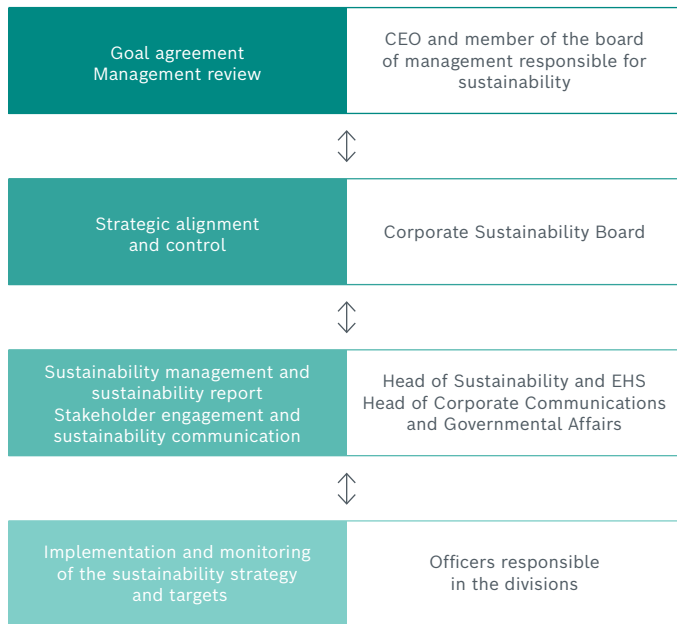 Goal agreement
Management review
CEO and member of the board
of management responsible for
sustainability
Strategic alignment
and control
Corporate Sustainability Board
Sustainability management and
sustainability report
Stakeholder engagement and
sustainability communication
Head of Sustainability and EHS
Head of Corporate Communications
and Governmental Affairs
Implementation and monitoring
of the sustainability strategy
and targets
Officers responsible
in the divisions